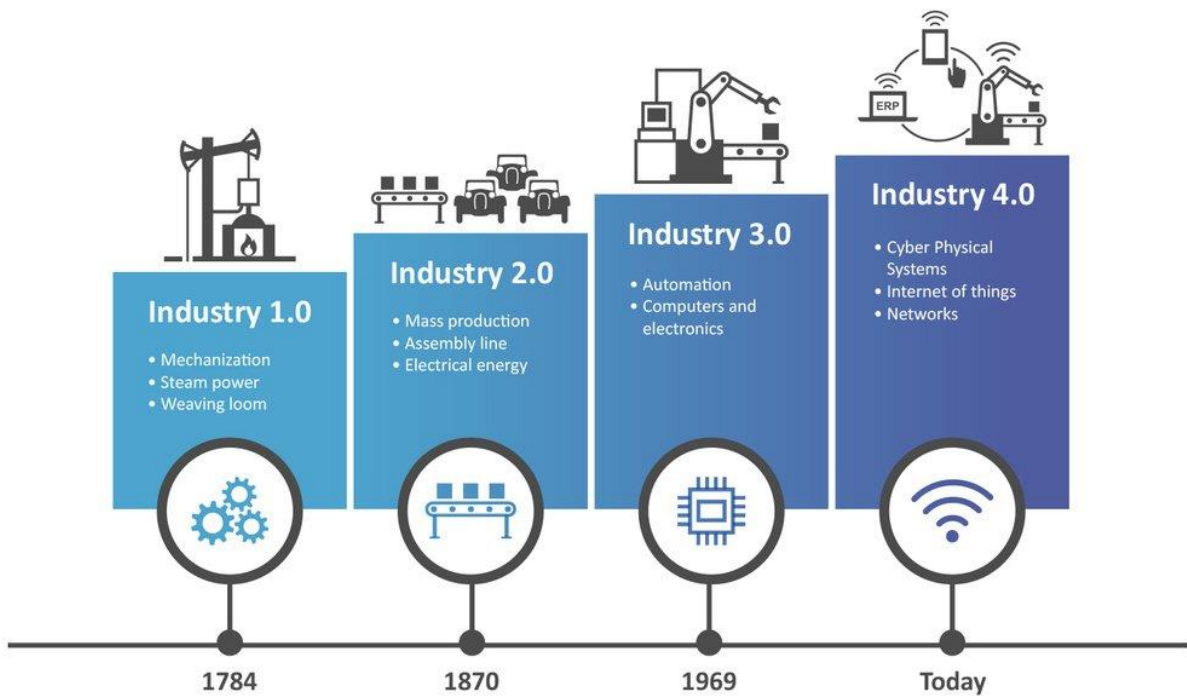 ERP
Industry 1.0
• Mechanization
• Steam power
• Weaving loom
Industry 2.0
• Mass production
• Assembly line
• Electrical energy
Industry 3.0
• Automation
• Computers and
electronics
Industry 4.0
• Cyber Physical
Systems
• Internet of things
• Networks
1784
1870
1969
Today